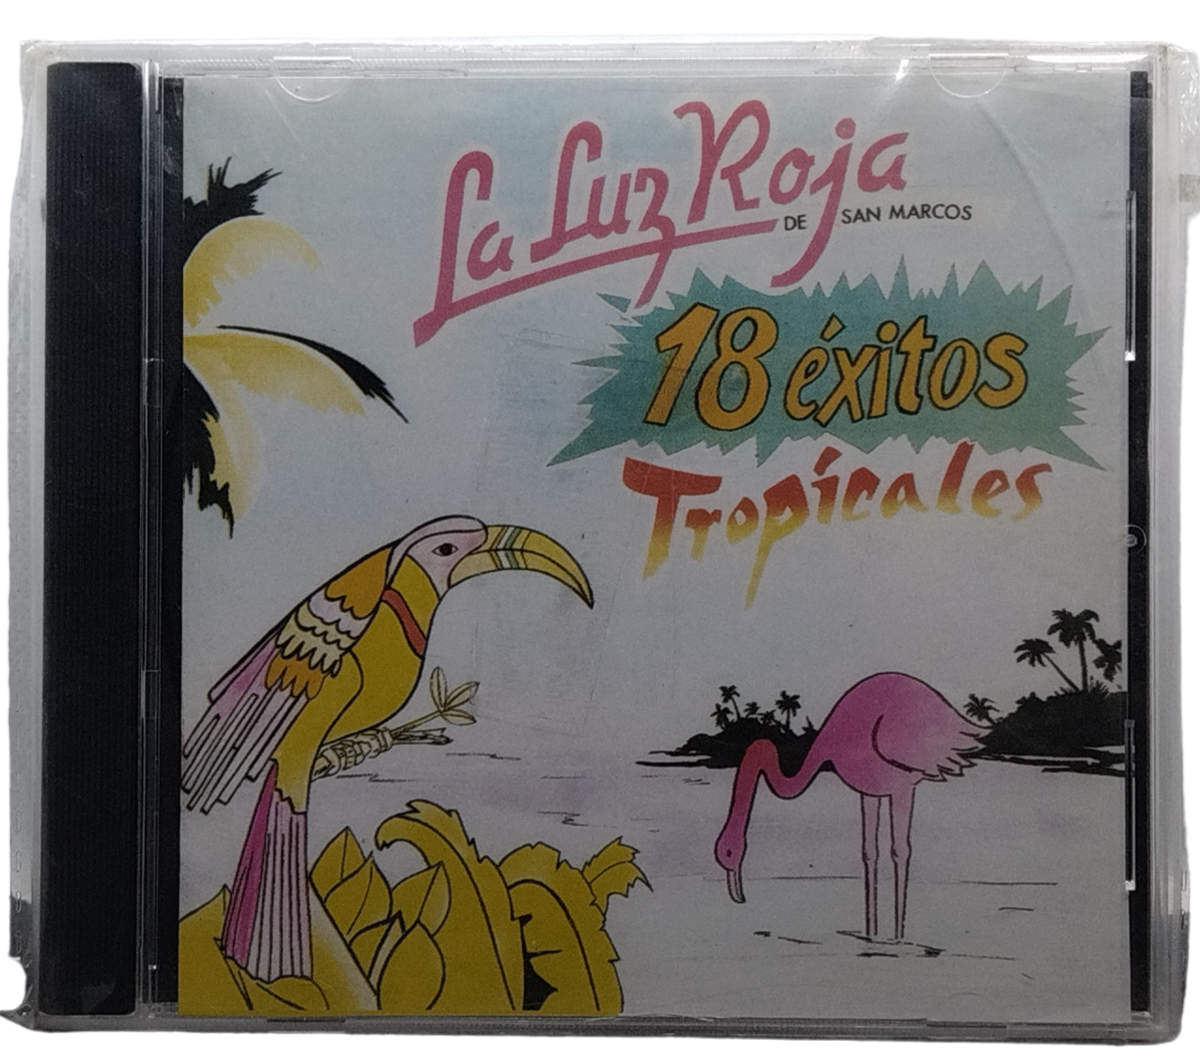 La Luz Roja
DE SAN MARCOS
18 éxitos
Tropicales